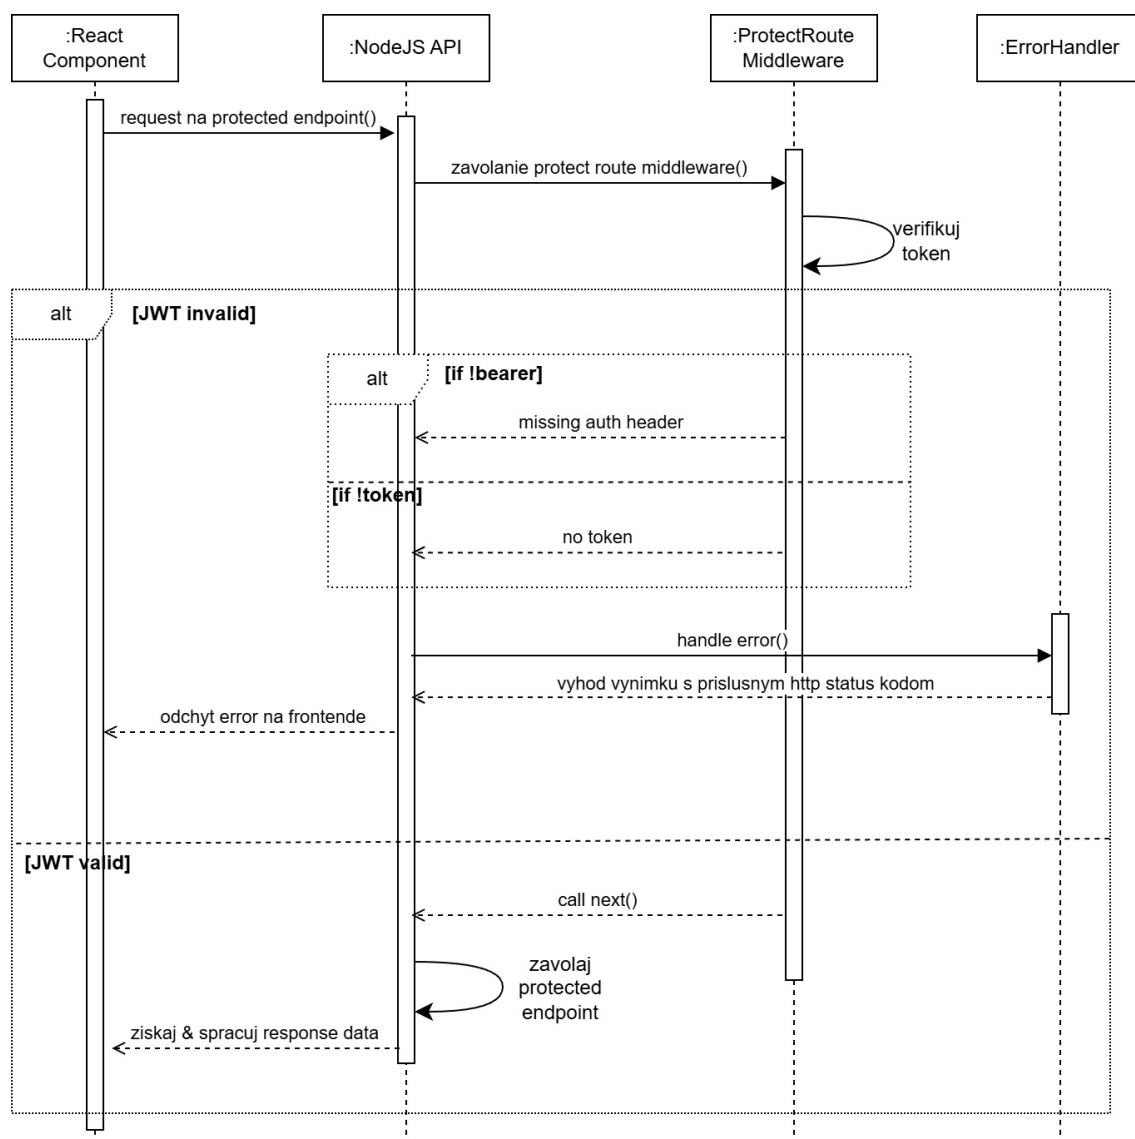 :React
Component
:NodeJS API
:ProtectRoute
Middleware
:ErrorHandler
request na protected endpoint()
zavolanie protect route middleware()
verifikuj
token
alt
[JWT invalid]
alt
[if !bearer]
missing auth header
[if !token]
no token
handle error()
vyhod vynimku s prislusnym http status kodom
odchyt error na frontende
[JWT valid]
call next()
zavolaj
protected
endpoint
ziskaj & spracuj response data